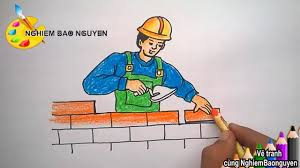 NGHIEM BAO NGUYEN
Vẽ tranh
cùng NghiemBaonguyen